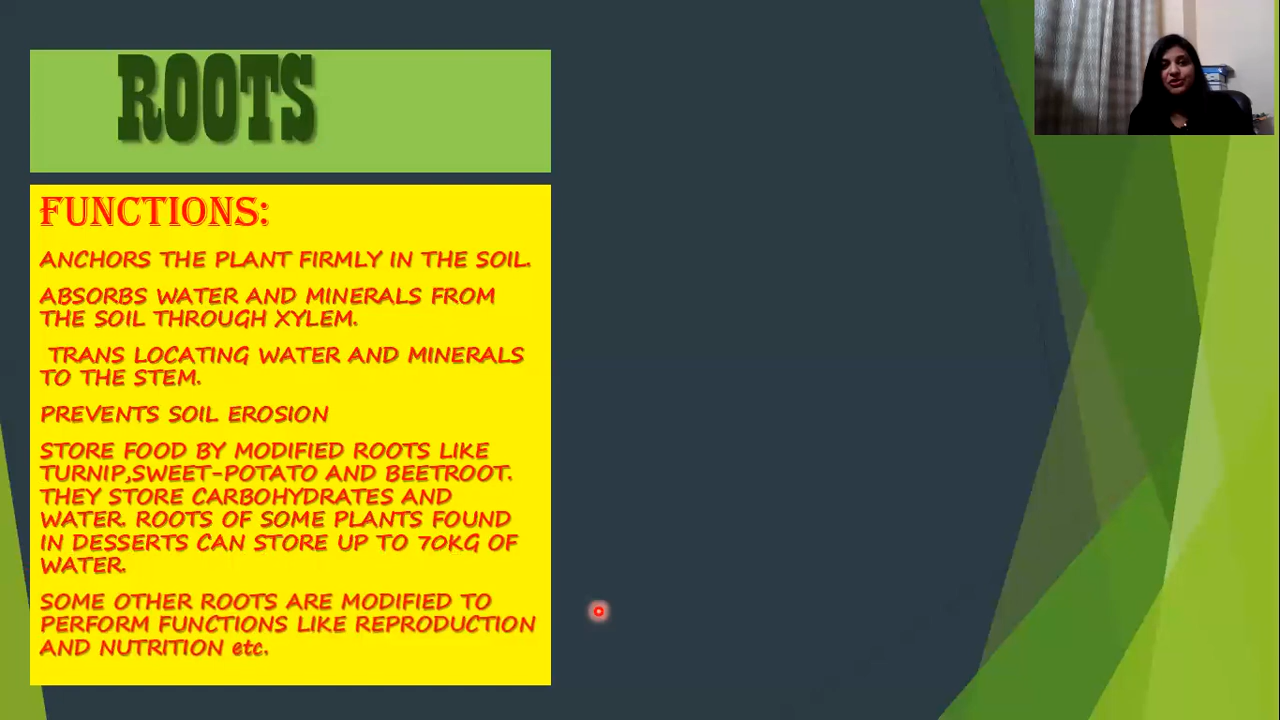 ROOTS
FUNCTIONS:
ANCHORS THE PLANT FIRMLY IN THE SOIL.
ABSORBS WATER AND MINERALS FROM
THE SOIL THROUGH XYLEM.
TRANS LOCATING WATER AND MINERALS
TO THE STEM.
PREVENTS SOIL EROSION
STORE FOOD BY MODIFIED ROOTS LIKE
TURNIP,SWEET-POTATO AND BEETROOT.
THEY STORE CARBOHYDRATES AND
WATER. ROOTS OF SOME PLANTS FOUND
IN DESSERTS CAN STORE UP TO 70KG OF
WATER.
SOME OTHER ROOTS ARE MODIFIED TO
PERFORM FUNCTIONS LIKE REPRODUCTION
AND NUTRITION etc.